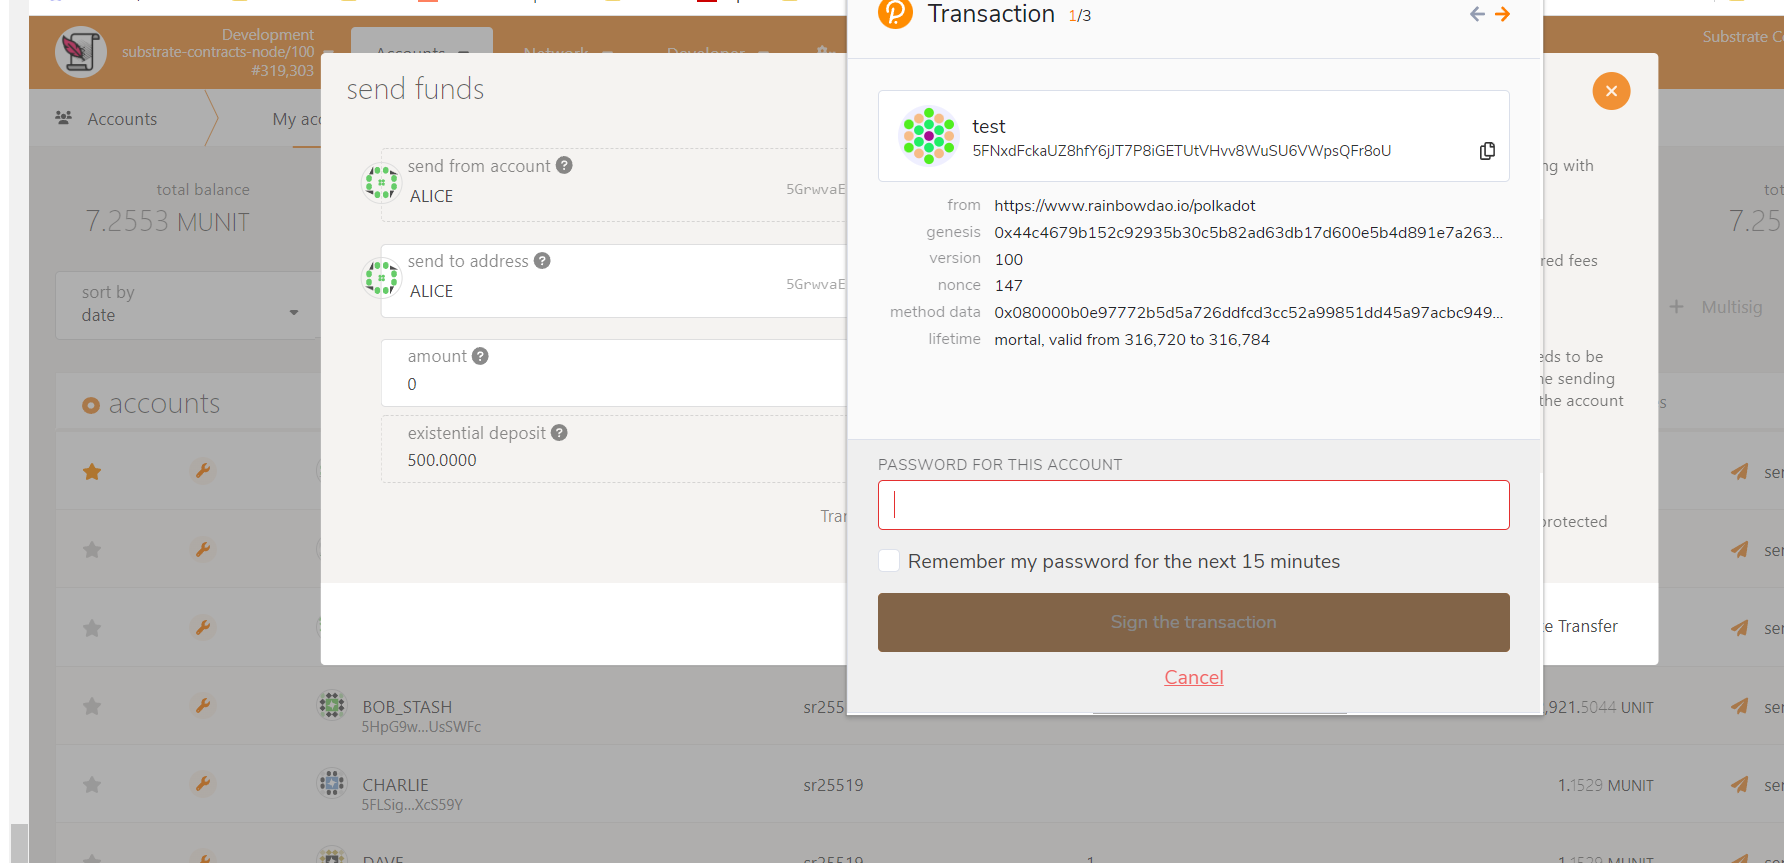 Transaction 1/3
Development
substrate-contracts-node/100
#319,303
Accounts
Network
Developer
Substrate Co
send funds
Accounts
My acc
test
5FNxdFckaUZ8hfY6jJT7P8iGETUtVHvv8WuSU6VWpsQFr8oU
ng with
send from account
ALICE
5GrwvaE
total balance
7.2553 MUNIT
from https://www.rainbowdao.io/polkadot
genesis 0x44c4679b152c92935b30c5b82ad63db17d600e5b4d891e7a263...
version 100
nonce 147
method data 0x080000b0e97772b5d5a726ddfcd3cc52a99851dd45a97acbc949...
lifetime mortal, valid from 316,720 to 316,784
tot
7.25
send to address
ALICE
5GrwvaE
red fees
sort by
date
+ Multisig
amount
0
eds to be
ne sending
the account
accounts
s
existential deposit
500.0000
PASSWORD FOR THIS ACCOUNT
Remember my password for the next 15 minutes
Sign the transaction
Cancel
Tran
protected
e Transfer
ser
ser
ser
BOB_STASH
5HpG9w...UsSWFc
sr255
,921.5044 UNIT
ser
CHARLIE
5FLSig...XcS59Y
sr25519
1.1529 MUNIT
ser
DAVE
sr25519
1
1.1529 MUNIT
ser